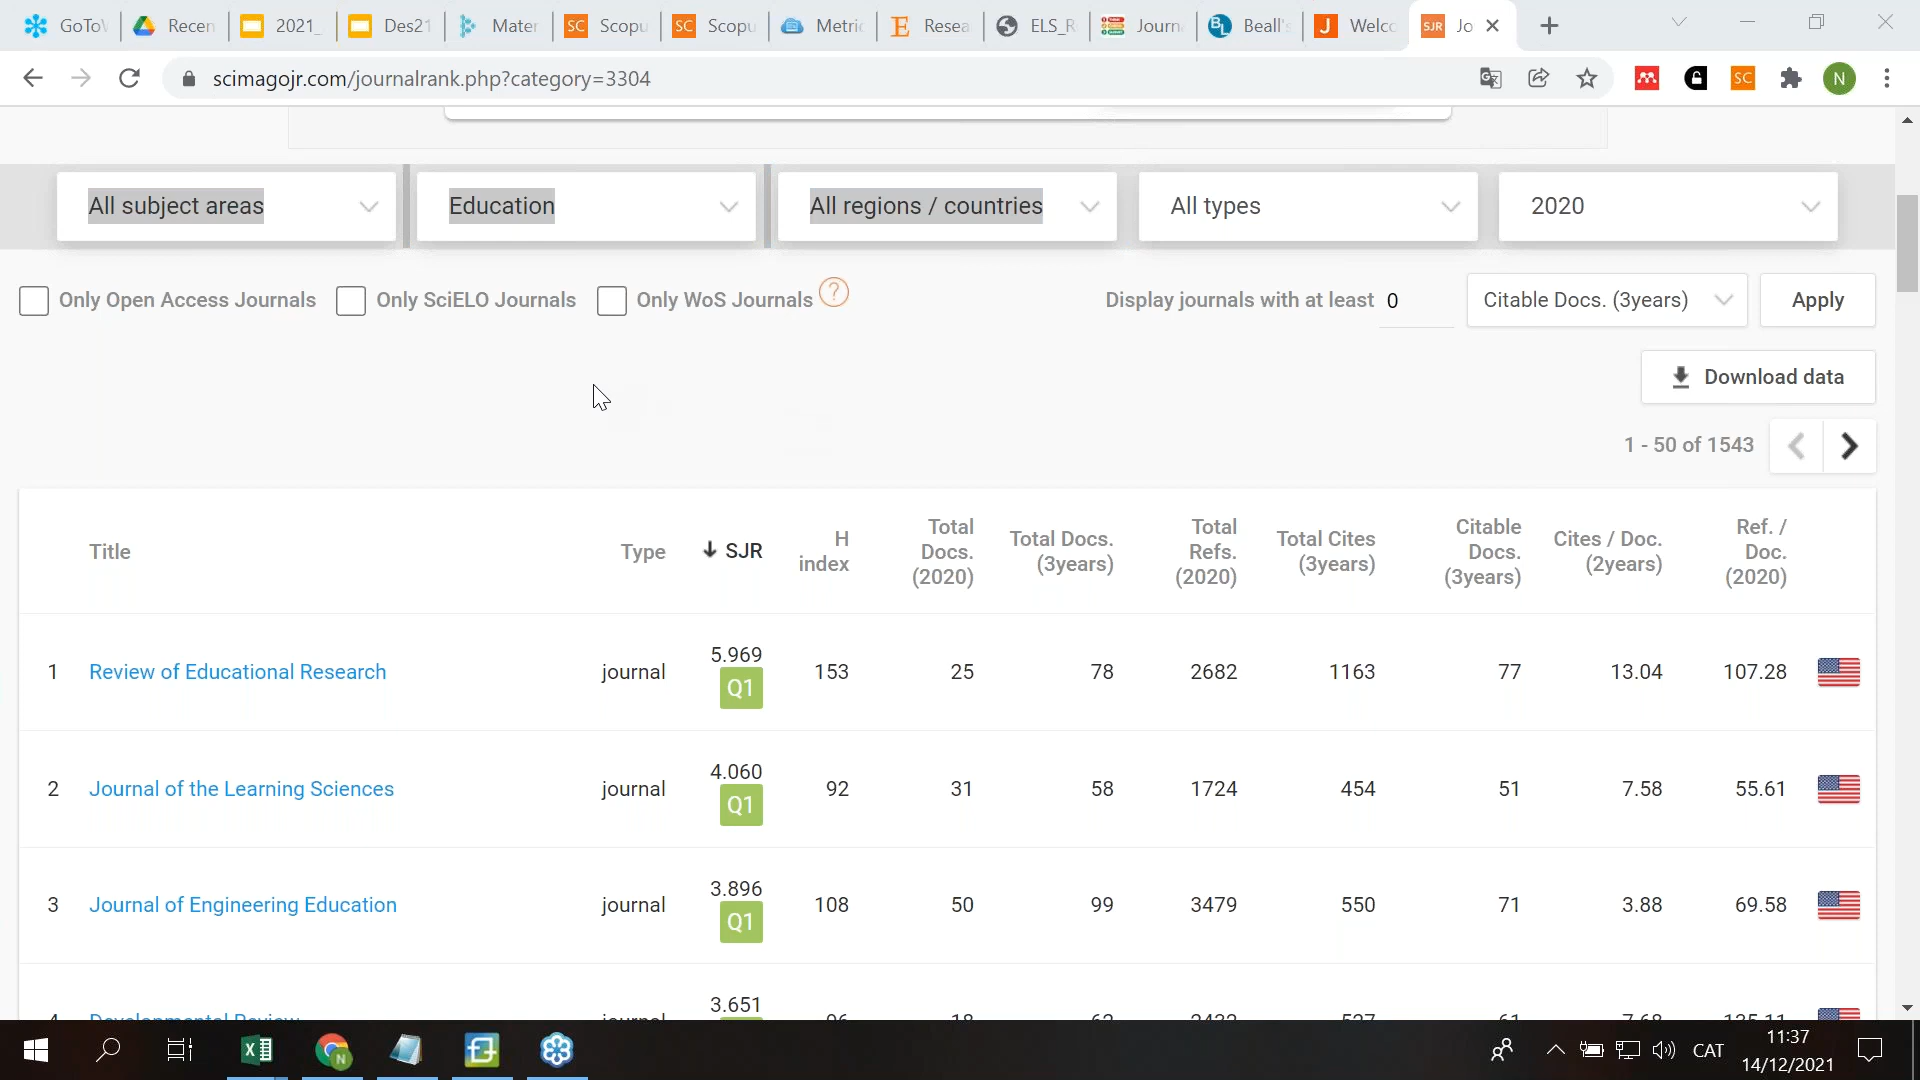 GoToW
Recen
2021_
Des21
Mater
Scopu
Scopu
Metric
Resea
ELS_R
Journ
Beall's
Welco
Jo
scimagojr.com/journalrank.php?category=3304
All subject areas
Education
All regions / countries
All types
2020
Only Open Access Journals
Only SciELO Journals
Only WoS Journals
?
Display journals with at least 0
Citable Docs. (3years)
Apply
Download data
1 - 50 of 1543
Title
Type
SJR
H
index
Total
Docs.
(2020)
Total Docs.
(3years)
Total
Refs.
(2020)
Total Cites
(3years)
Citable
Docs.
(3years)
Cites / Doc.
(2years)
Ref. /
Doc.
(2020)
1 Review of Educational Research journal 5.969 Q1 153 25 78 2682 1163 77 13.04 107.28
2 Journal of the Learning Sciences journal 4.060 Q1 92 31 58 1724 454 51 7.58 55.61
3 Journal of Engineering Education journal 3.896 Q1 108 50 99 3479 550 71 3.88 69.58
4 Developmental Review journal 3.651
CAT
11:37
14/12/2021